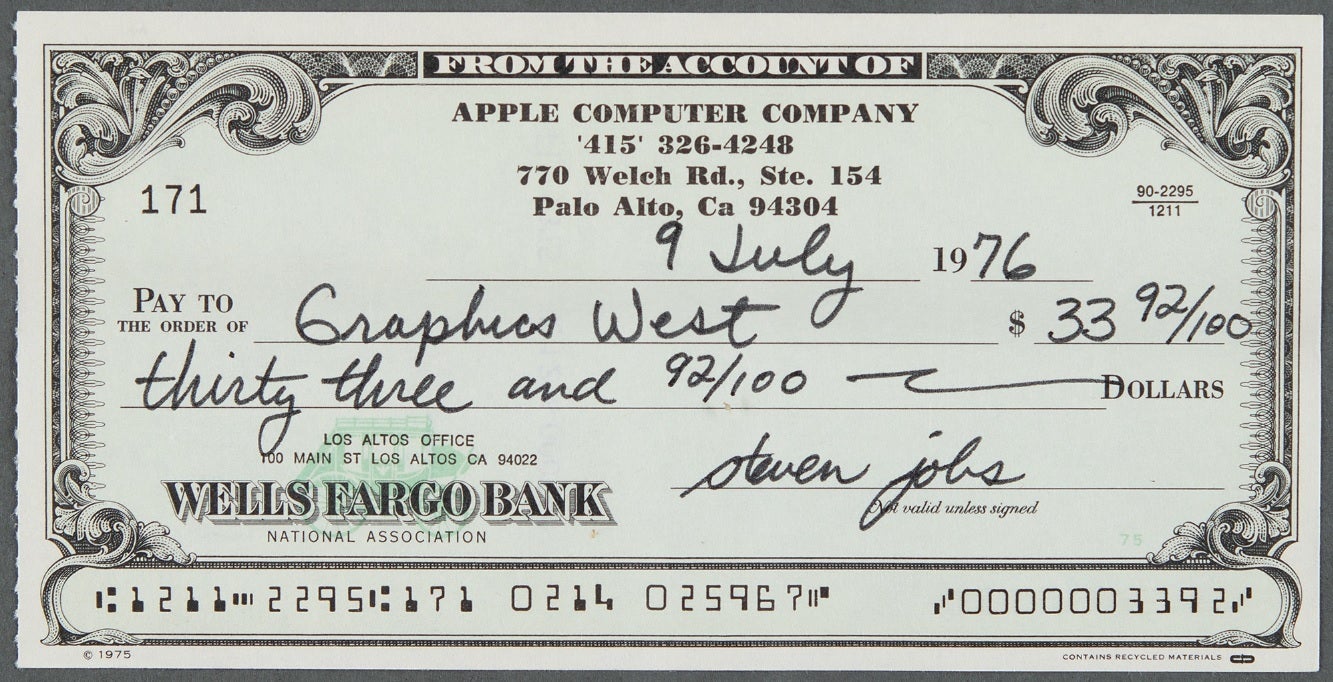 FROM THE ACCOUNT OF
APPLE COMPUTER COMPANY
'415' 326-4248
770 Welch Rd., Ste. 154
Palo Alto, Ca 94304
171
90-2295
1211
9 July 1976
PAY TO
THE ORDER OF Graphics West $ 33 92/100
thirty three and 92/100 DOLLARS
LOS ALTOS OFFICE
100 MAIN ST LOS ALTOS CA 94022
WELLS FARGO BANK
NATIONAL ASSOCIATION
steven jobs
Not valid unless signed
75
⑆1211⑉2295⑆171 0214 025967⑈ ⑇0000003392⑇
© 1975
CONTAINS RECYCLED MATERIALS